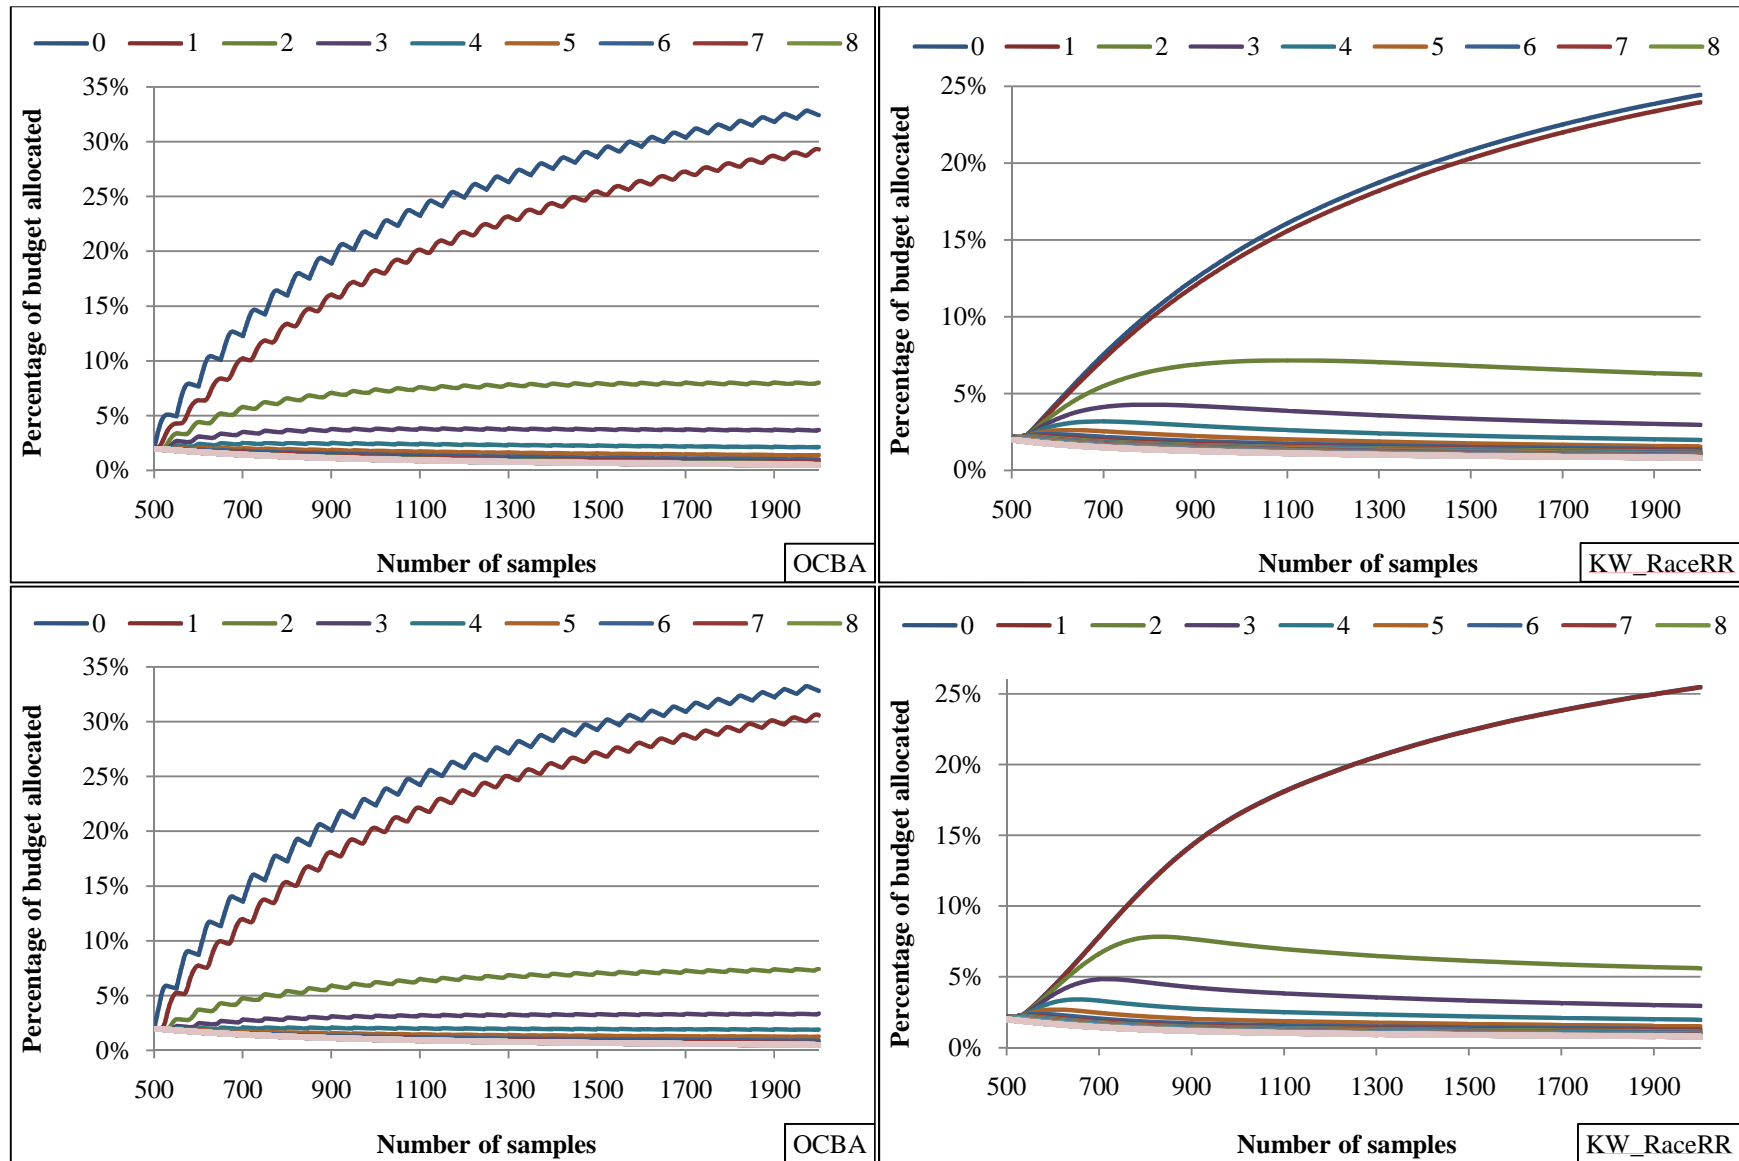 0 1 2 3 4 5 6 7 8
Percentage of budget allocated
35%
30%
25%
20%
15%
10%
5%
0%
500 700 900 1100 1300 1500 1700 1900
Number of samples
OCBA
0 1 2 3 4 5 6 7 8
Percentage of budget allocated
25%
20%
15%
10%
5%
0%
500 700 900 1100 1300 1500 1700 1900
Number of samples
KW_RaceRR
0 1 2 3 4 5 6 7 8
Percentage of budget allocated
35%
30%
25%
20%
15%
10%
5%
0%
500 700 900 1100 1300 1500 1700 1900
Number of samples
OCBA
0 1 2 3 4 5 6 7 8
Percentage of budget allocated
25%
20%
15%
10%
5%
0%
500 700 900 1100 1300 1500 1700 1900
Number of samples
KW_RaceRR